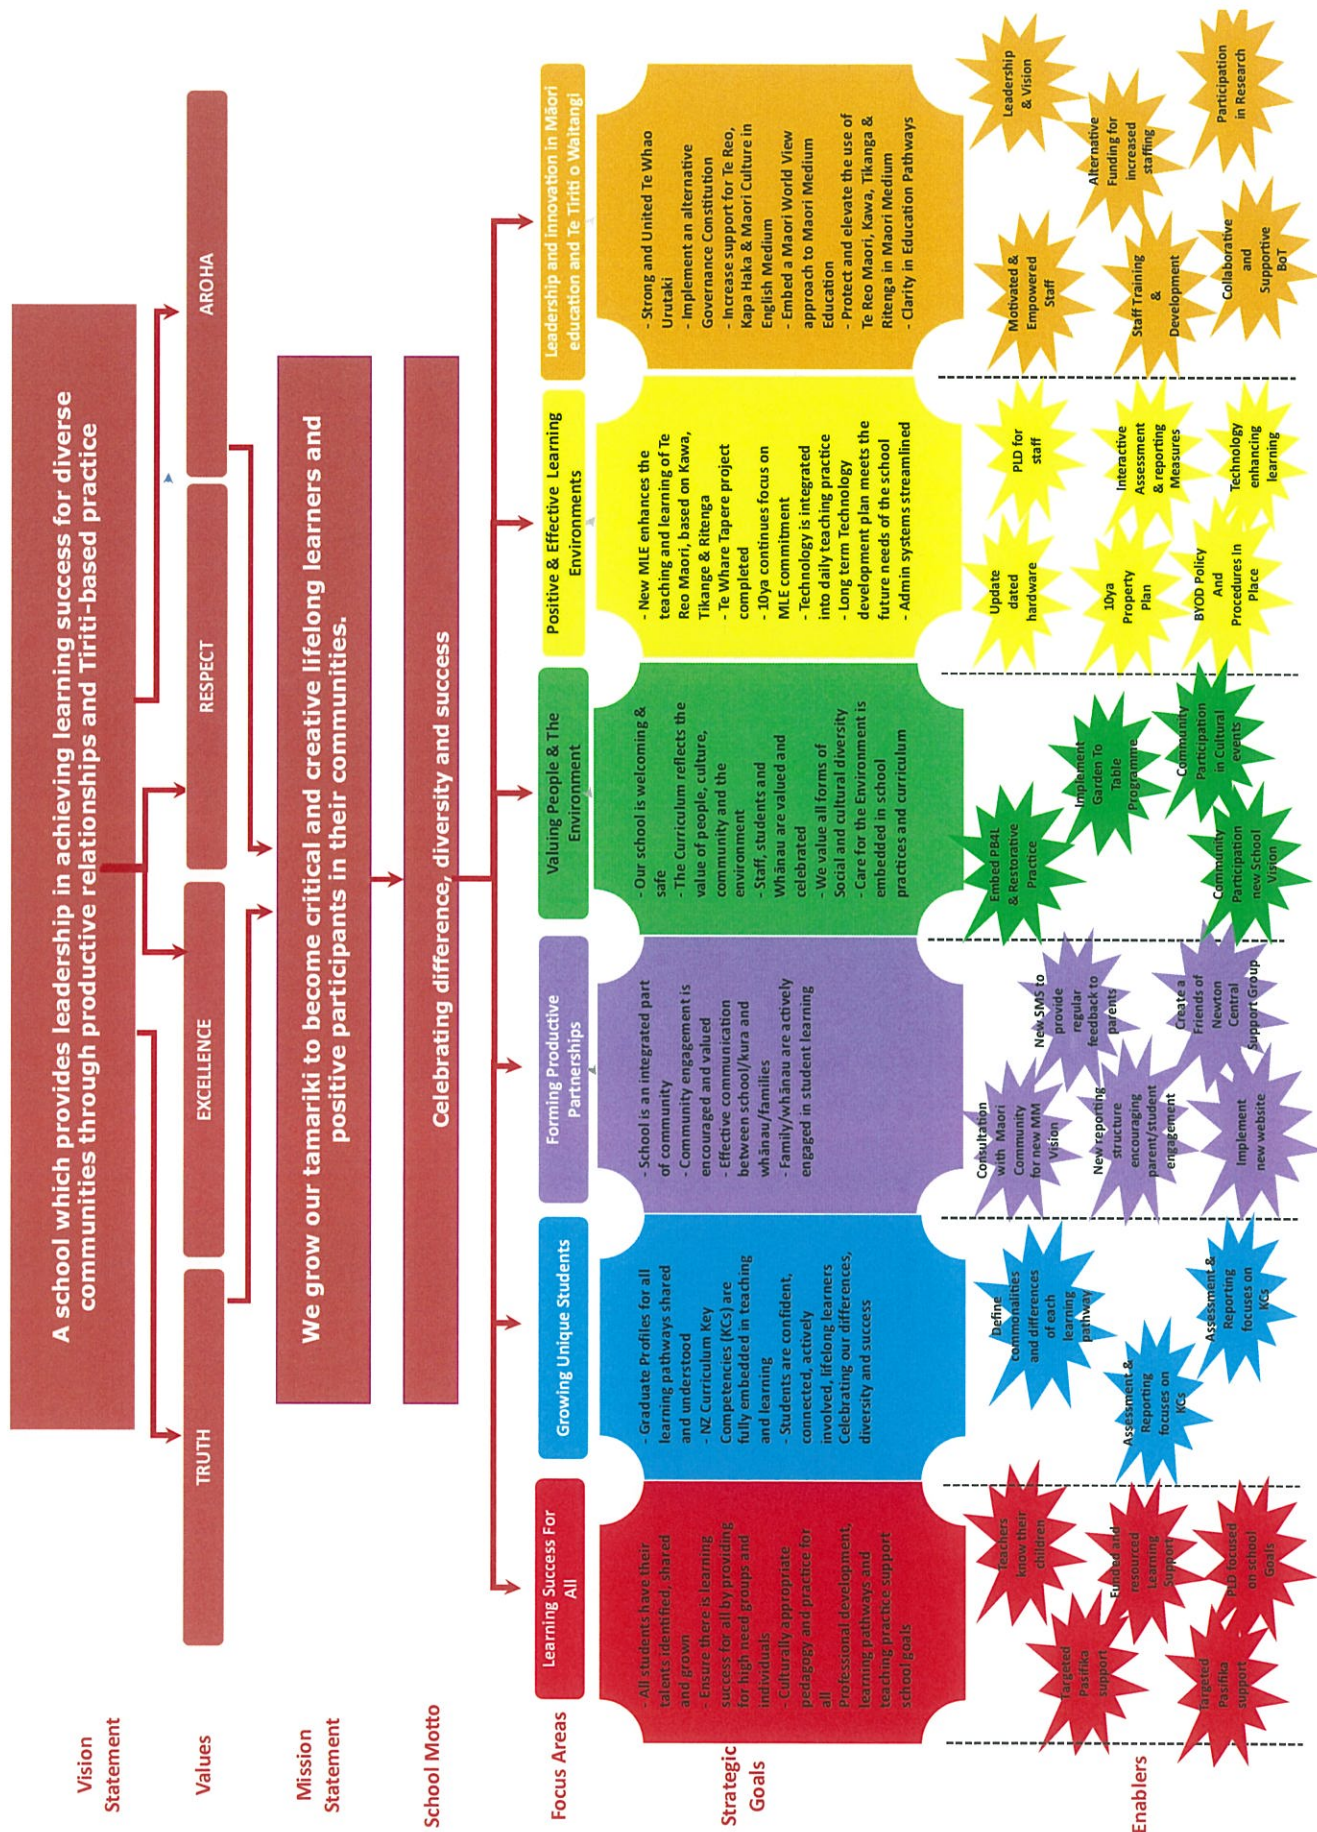 Vision
Statement
A school which provides leadership in achieving learning success for diverse
communities through productive relationships and Tiriti-based practice
Values
TRUTH
EXCELLENCE
RESPECT
AROHA
Mission
Statement
We grow our tamariki to become critical and creative lifelong learners and
positive participants in their communities.
School Motto
Celebrating difference, diversity and success
Focus Areas
Learning Success For
All
Growing Unique Students
Forming Productive
Partnerships
Valuing People & The
Environment
Positive & Effective Learning
Environments
Leadership and innovation in Māori
education and Te Tiriti o Waitangi
Strategic
Goals
- All students have their
talents identified, shared
and grown
- Ensure there is learning
success for all by providing
for high need groups and
individuals
- Culturally appropriate
pedagogy and practice for
all
Professional development,
learning pathways and
teaching practice support
school goals
- Graduate Profiles for all
learning pathways shared
and understood
- NZ Curriculum Key
Competencies (KCs) are
fully embedded in teaching
and learning
- Students are confident,
connected, actively
involved, lifelong learners
Celebrating our differences,
diversity and success
- School is an integrated part
of community
- Community engagement is
encouraged and valued
- Effective communication
between school/kura and
whānau/families
- Family/whānau are actively
engaged in student learning
- Our school is welcoming &
safe
- The Curriculum reflects the
value of people, culture,
community and the
environment
- Staff, students and
Whānau are valued and
celebrated
- We value all forms of
Social and cultural diversity
- Care for the Environment is
embedded in school
practices and curriculum
- New MLE enhances the
teaching and learning of Te
Reo Maori, based on Kawa,
Tikange & Ritenga
- Te Whare Tapere project
completed
- 10ya continues focus on
MLE commitment
- Technology is integrated
into daily teaching practice
- Long term Technology
development plan meets the
future needs of the school
- Admin systems streamlined
- Strong and United Te Whao
Urutaki
- Implement an alternative
Governance Constitution
- Increase support for Te Reo,
Kapa Haka & Maori Culture in
English Medium
- Embed a Maori World View
approach to Maori Medium
Education
- Protect and elevate the use of
Te Reo Maori, Kawa, Tikanga &
Ritenga in Maori Medium
- Clarity in Education Pathways
Enablers
Targeted
Pasifika
support
Teachers
know their
children
Funded and
resourced
Learning
Support
Targeted
Pasifika
support
PLD focused
on school
Goals
Define
commonalities
and differences
of each
learning
pathway
Assessment &
Reporting
focuses on
KCs
Assessment &
Reporting
focuses on
KCs
Consultation
with Maori
Community
for new MM
Vision
New SMS to
provide
regular
feedback to
parents
New reporting
structure
encouraging
parent/student
engagement
Create a
Friends of
Newton
Central
Support Group
Implement
new website
Embed PB4L
& Restorative
Practice
Implement
Garden To
Table
Programme
Community
Participation
new School
Vision
Community
Participation
in Cultural
events
Update
dated
hardware
PLD for
staff
10ya
Property
Plan
Interactive
Assessment
& reporting
Measures
BYOD Policy
And
Procedures In
Place
Technology
enhancing
learning
Motivated &
Empowered
Staff
Leadership
& Vision
Alternative
Funding for
increased
staffing
Staff Training
&
Development
Collaborative
and
Supportive
BoT
Participation
in Research